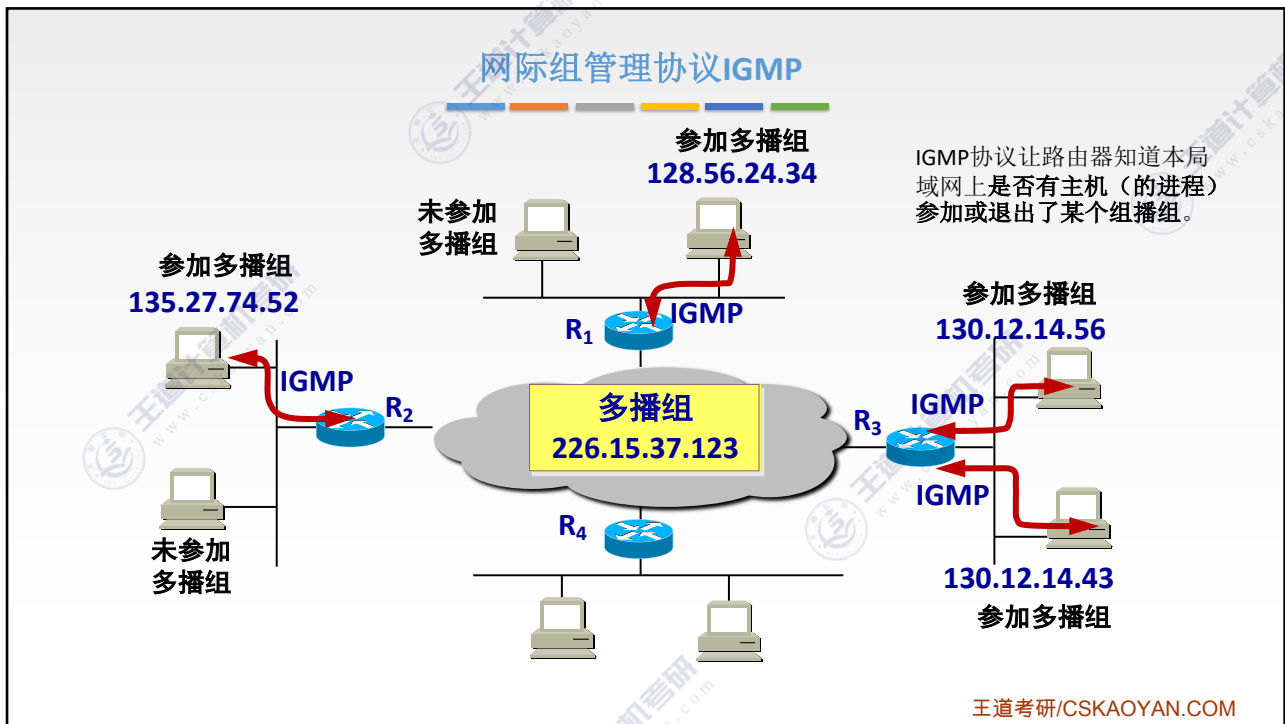 网际组管理协议IGMP
参加多播组
128.56.24.34
IGMP协议让路由器知道本局
域网上是否有主机（的进程）
参加或退出了某个组播组。
未参加
多播组
参加多播组
135.27.74.52
参加多播组
130.12.14.56
R1
IGMP
IGMP
R2
多播组
226.15.37.123
R3
IGMP
IGMP
R4
未参加
多播组
130.12.14.43
参加多播组
王道考研/CSKAOYAN.COM